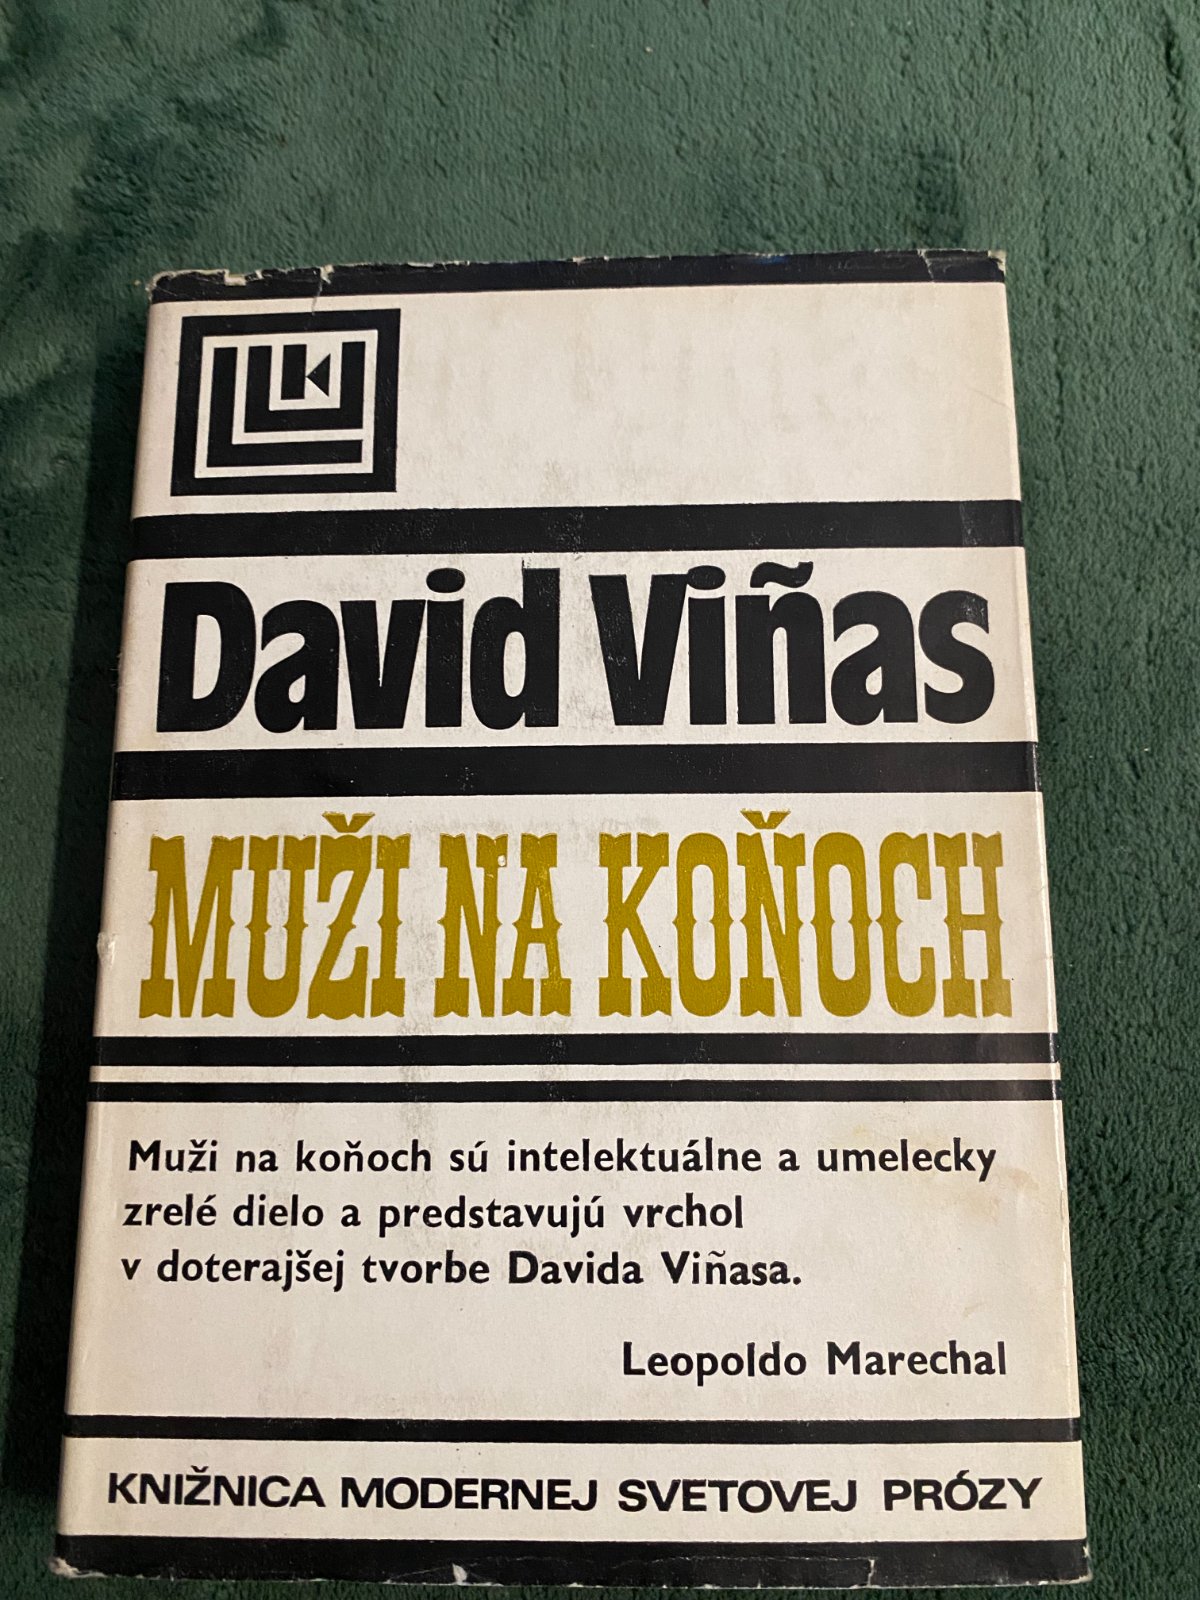 David Viñas
MUŽI NA KOŇOCH
Muži na koňoch sú intelektuálne a umelecky
zrelé dielo a predstavujú vrchol
v doterajšej tvorbe Davida Viñasa.
Leopoldo Marechal
KNIŽNICA MODERNEJ SVETOVEJ PRÓZY